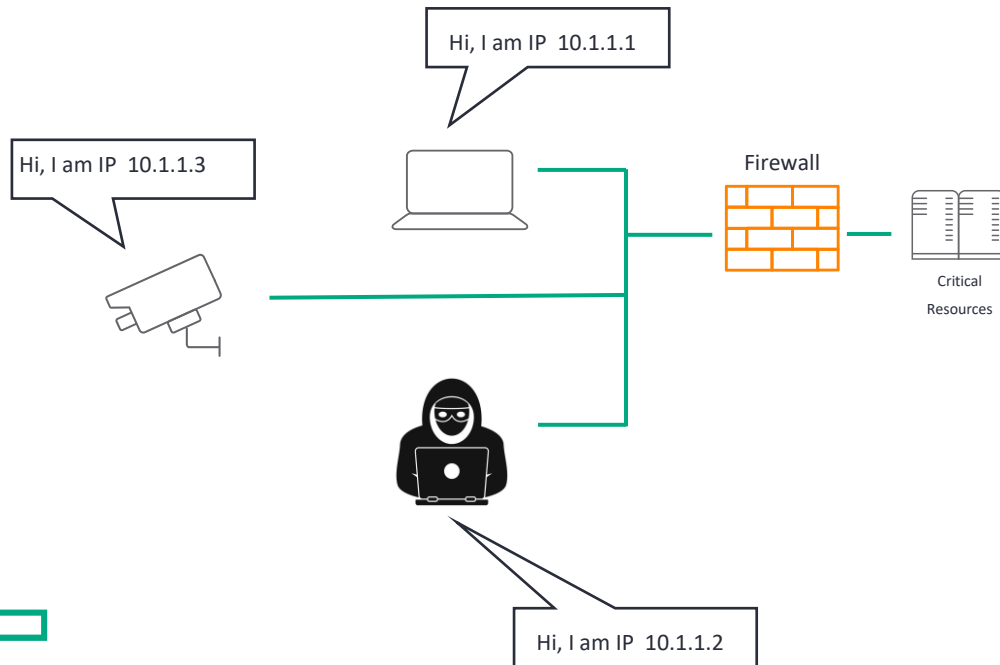 Hi, I am IP  10.1.1.1
Hi, I am IP  10.1.1.3
Firewall
Critical
Resources
Hi, I am IP  10.1.1.2